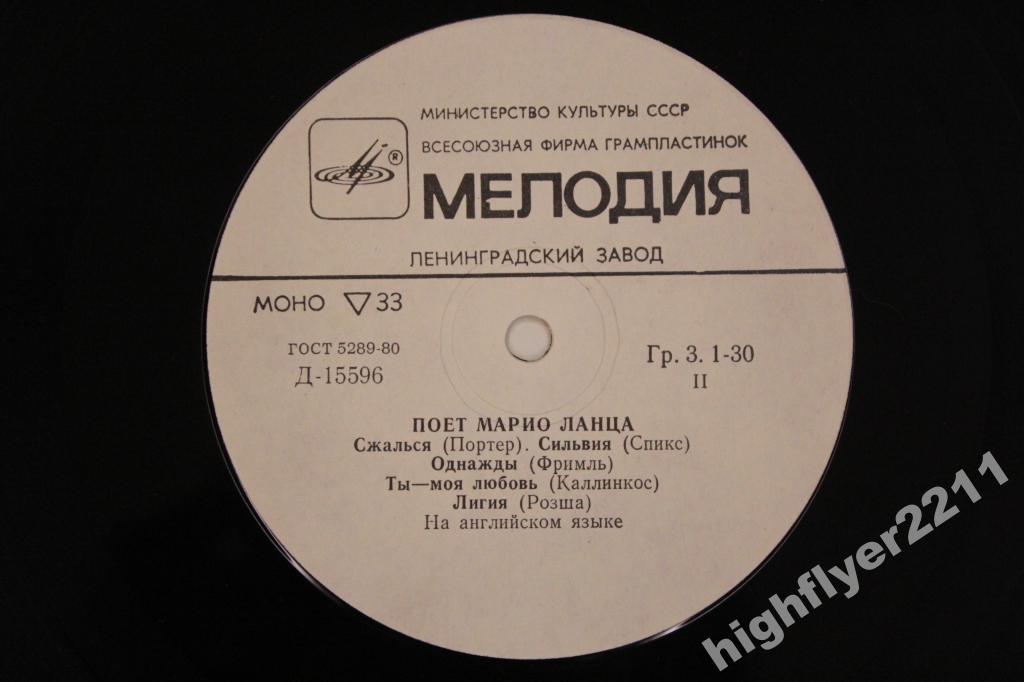 МИНИСТЕРСТВО КУЛЬТУРЫ СССР
ВСЕСОЮЗНАЯ ФИРМА ГРАМПЛАСТИНОК
®
МЕЛОДИЯ
ЛЕНИНГРАДСКИЙ ЗАВОД
МОНО ▽ 33
ГОСТ 5289-80
Д-15596
Гр. 3. 1-30
II
ПОЕТ МАРИО ЛАНЦА
Сжалься (Портер). Сильвия (Спикс)
Однажды (Фримль)
Ты—моя любовь (Каллинкос)
Лигия (Розша)
На английском языке
highflyer2211